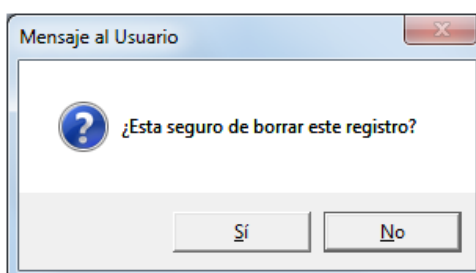 Mensaje al Usuario
¿Esta seguro de borrar este registro?
Sí No